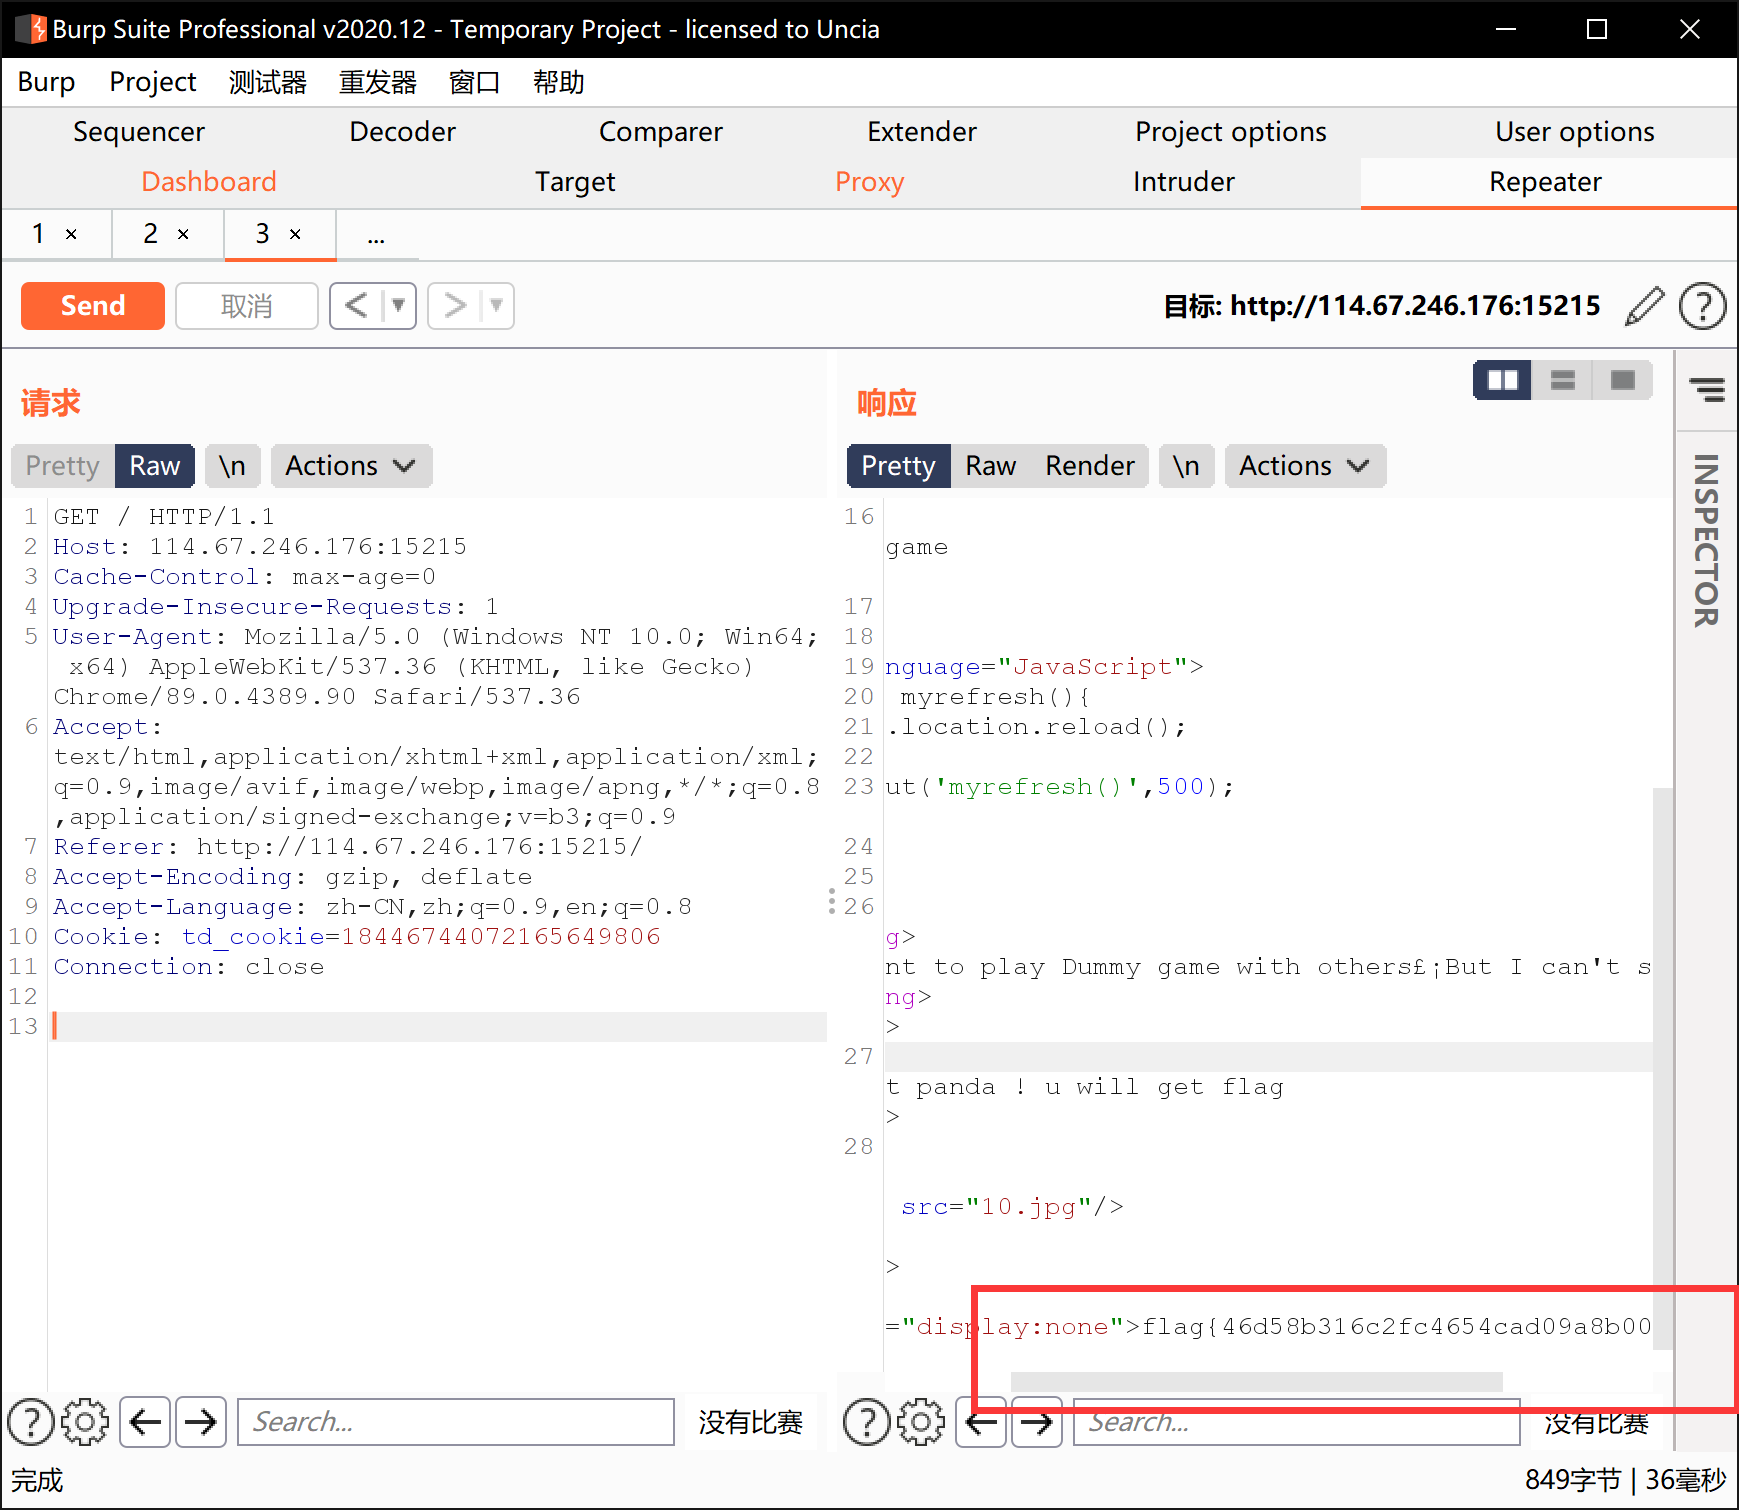 Burp Suite Professional v2020.12 - Temporary Project - licensed to Uncia
Burp Project 测试器 重发器 窗口 帮助
Sequencer Decoder Comparer Extender Project options User options
Dashboard Target Proxy Intruder Repeater
1 × 2 × 3 × ...
Send 取消 < > 目标: http://114.67.246.176:15215 ?
请求
Pretty Raw \n Actions
1 GET / HTTP/1.1
2 Host: 114.67.246.176:15215
3 Cache-Control: max-age=0
4 Upgrade-Insecure-Requests: 1
5 User-Agent: Mozilla/5.0 (Windows NT 10.0; Win64;
x64) AppleWebKit/537.36 (KHTML, like Gecko)
Chrome/89.0.4389.90 Safari/537.36
6 Accept:
text/html,application/xhtml+xml,application/xml;
q=0.9,image/avif,image/webp,image/apng,*/*;q=0.8
,application/signed-exchange;v=b3;q=0.9
7 Referer: http://114.67.246.176:15215/
8 Accept-Encoding: gzip, deflate
9 Accept-Language: zh-CN,zh;q=0.9,en;q=0.8
10 Cookie: td_cookie=18446744072165649806
11 Connection: close
12
13
? Search... 没有比赛
响应
Pretty Raw Render \n Actions
16
game
17
18
19 nguage="JavaScript">
20 myrefresh(){
21 .location.reload();
22
23 ut('myrefresh()',500);
24
25
26
g>
nt to play Dummy game with others£¡But I can't s
ng>
>
27
t panda ! u will get flag
>
28
src="10.jpg"/>
>
="display:none">flag{46d58b316c2fc4654cad09a8b00
? Search... 没有比赛
INSPECTOR
完成 849字节 | 36毫秒